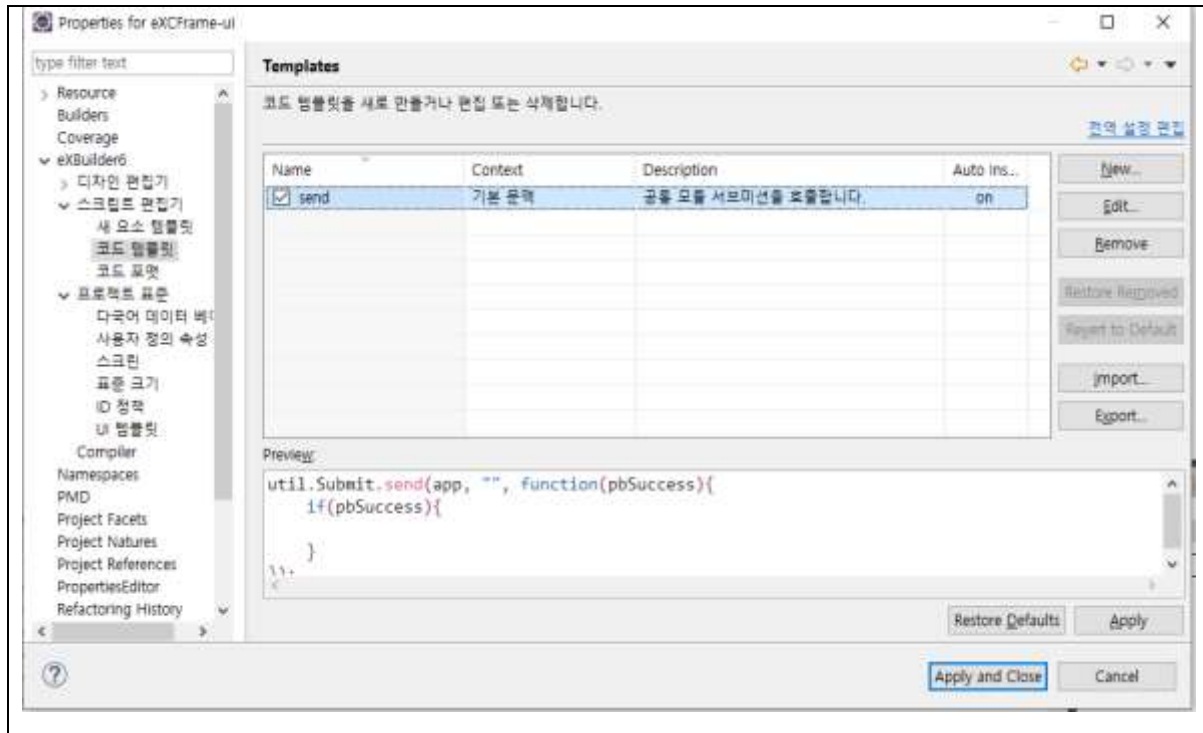 Properties for eXCFrame-ui
type filter text
Resource
Builders
Coverage
eXBuilder6
디자인 편집기
스크립트 편집기
새 요소 템플릿
코드 템플릿
코드 포맷
프로젝트 표준
다국어 데이터 베
사용자 정의 속성
스크린
표준 크기
ID 정책
UI 템플릿
Compiler
Namespaces
PMD
Project Facets
Project Natures
Project References
PropertiesEditor
Refactoring History
Templates
코드 템플릿을 새로 만들거나 편집 또는 삭제합니다.
전역 설정 편집
Name Context Description Auto Ins...
send 기본 문맥 공통 모듈 서브미션을 호출합니다. on
New...
Edit...
Remove
Restore Removed
Revert to Default
Import...
Export...
Preview:
util.Submit.send(app, "", function(pbSuccess){
if(pbSuccess){
}
});
Restore Defaults Apply
Apply and Close Cancel